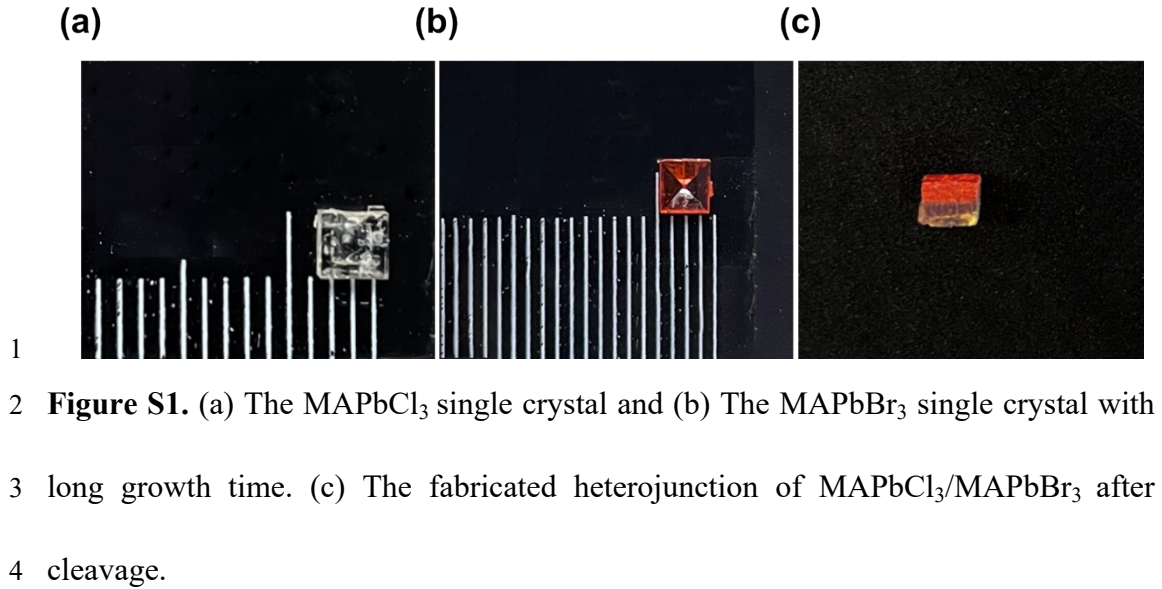 (a) (b) (c)
1
2 Figure S1. (a) The MAPbCl₃ single crystal and (b) The MAPbBr₃ single crystal with
3 long growth time. (c) The fabricated heterojunction of MAPbCl₃/MAPbBr₃ after
4 cleavage.